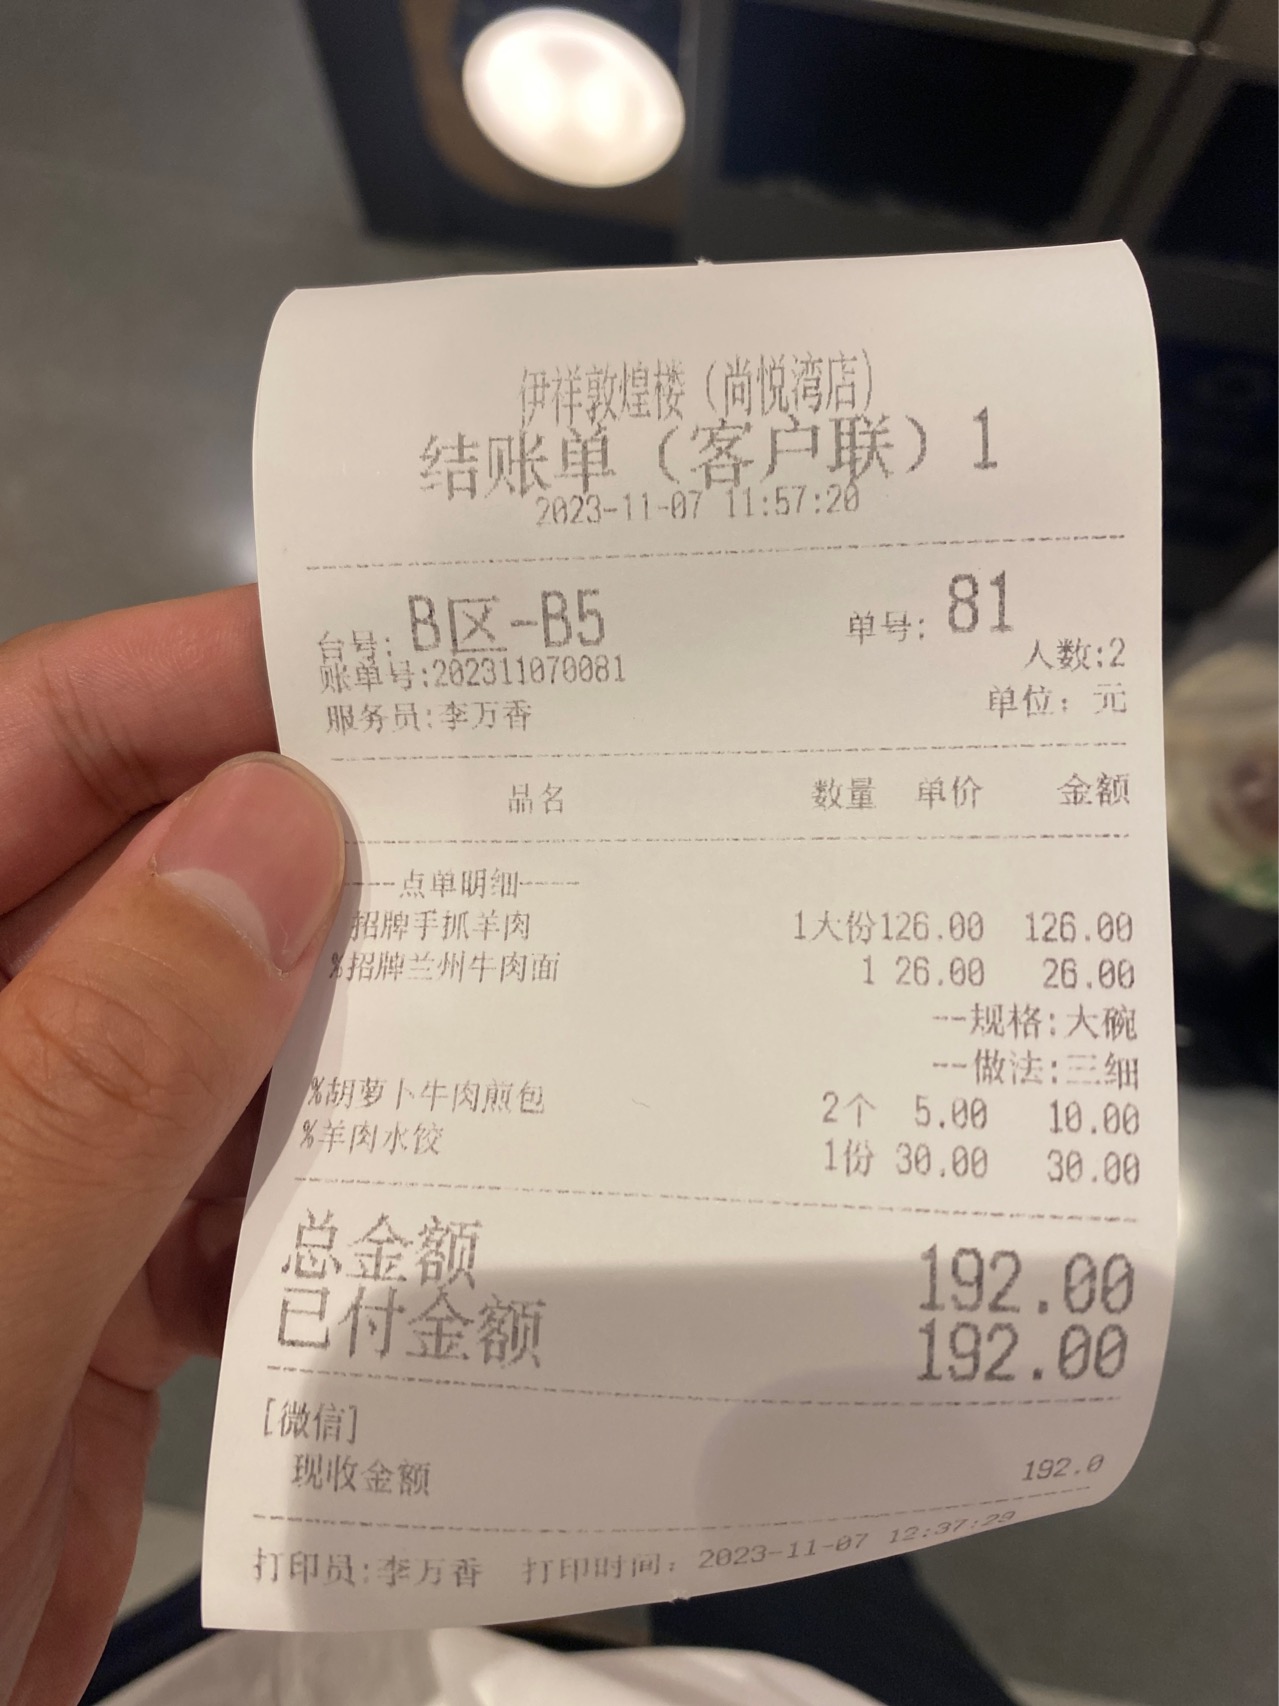 伊祥敦煌楼（尚悦湾店）
结账单（客户联）1
2023-11-07 11:57:20
台号: B区-B5 单号: 81
人数:2
账单号:202311070081
服务员:李万香 单位: 元
品名 数量 单价 金额
----点单明细-----
招牌手抓羊肉 1大份126.00 126.00
%招牌兰州牛肉面 1 26.00 26.00
--规格:大碗
--做法:三细
%胡萝卜牛肉煎包 2个 5.00 10.00
%羊肉水饺 1份 30.00 30.00
总金额 192.00
已付金额 192.00
[微信]
现收金额 192.0
打印员:李万香 打印时间: 2023-11-07 12:37:29